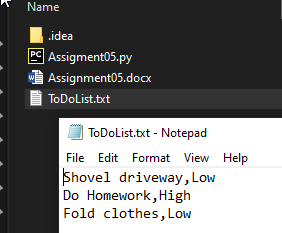 Name
.idea
Assigment05.py
Assignment05.docx
ToDoList.txt
ToDoList.txt - Notepad
File Edit Format View Help
Shovel driveway,Low
Do Homework,High
Fold clothes,Low